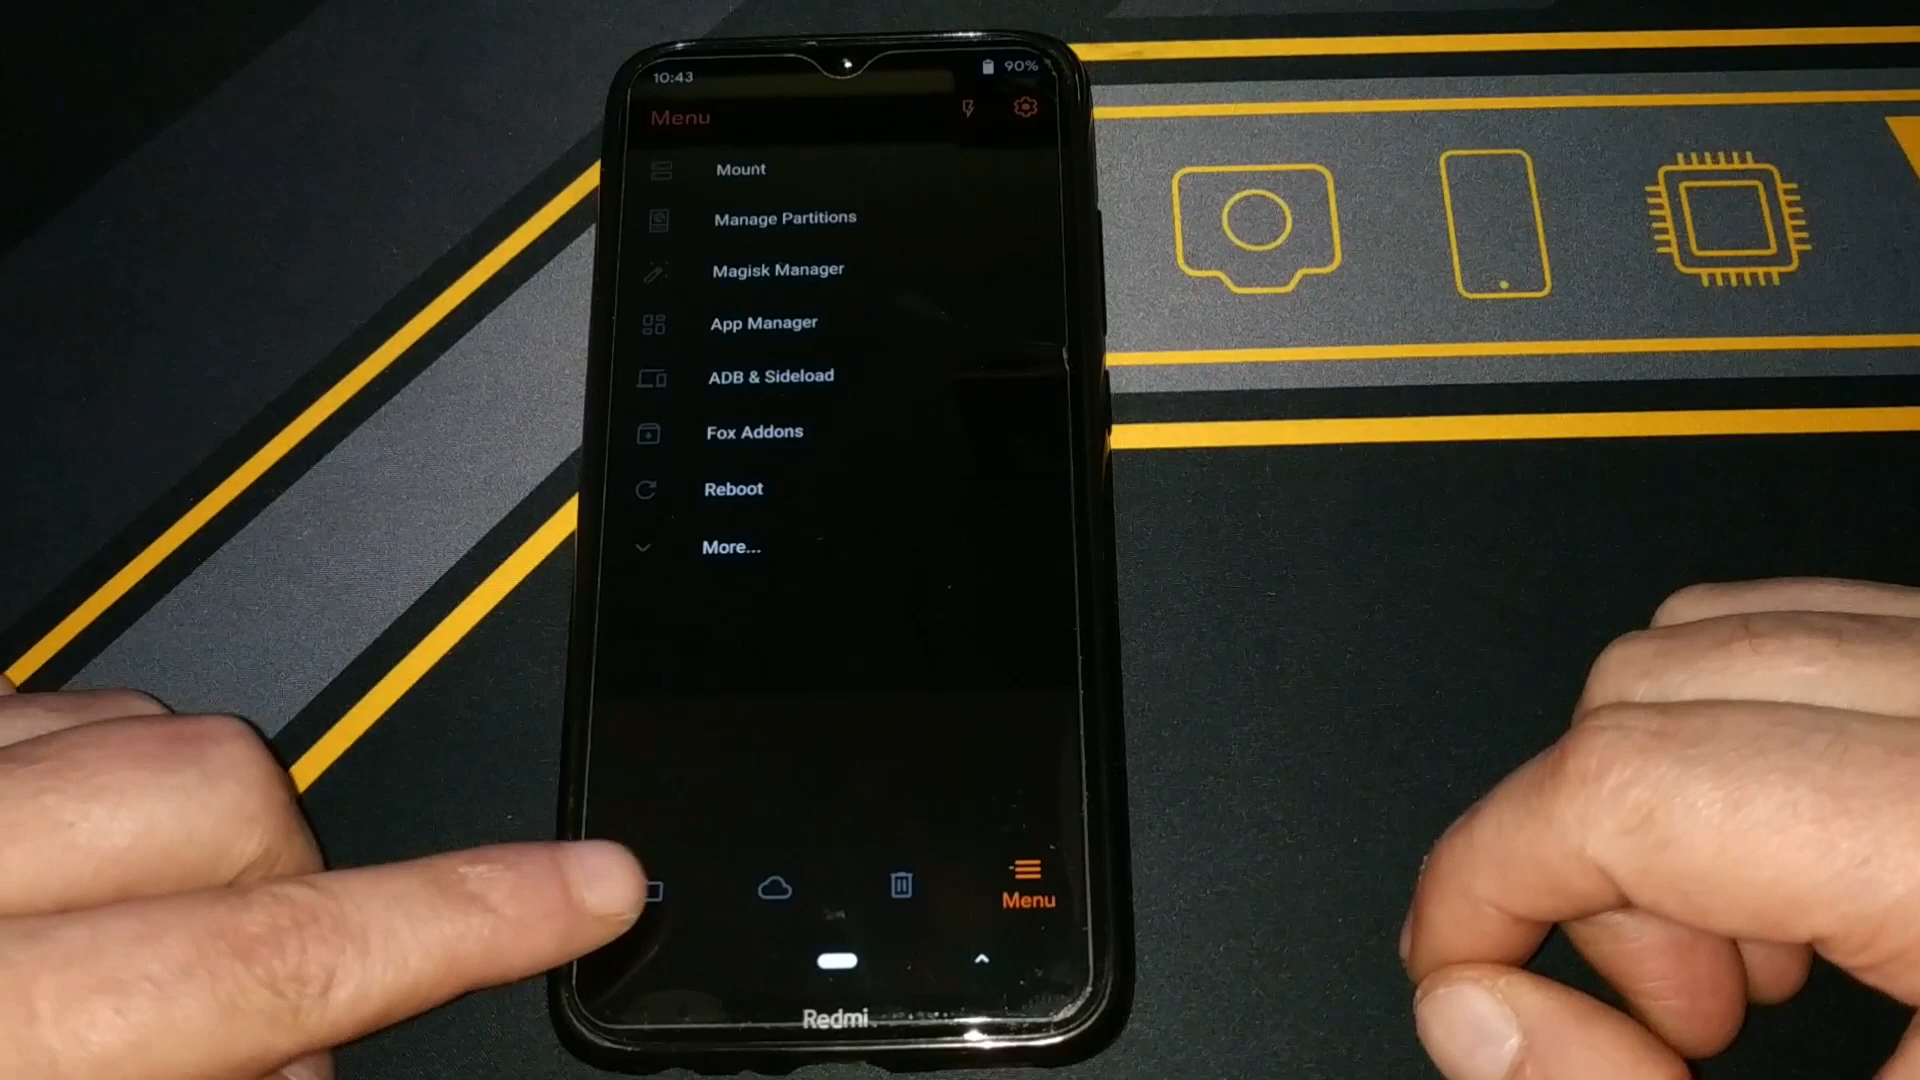 10:43
90%
Menu
Mount
Manage Partitions
Magisk Manager
App Manager
ADB & Sideload
Fox Addons
Reboot
More...
Menu
Redmi